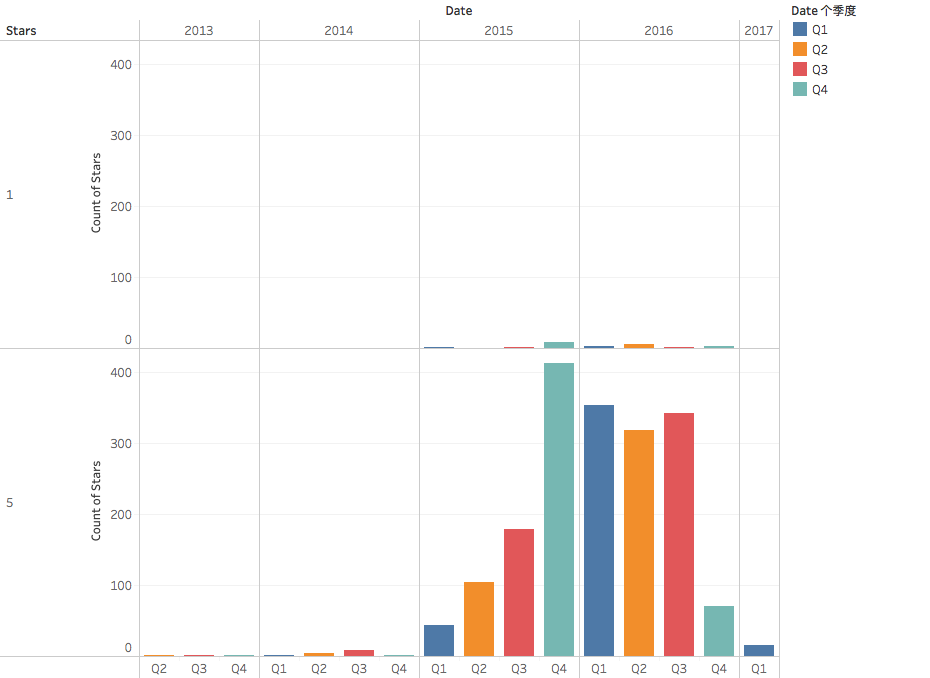 Date
Date 个季度
Stars
2013 2014 2015 2016 2017
Q1
Q2
Q3
Q4
400
300
200
100
0
Count of Stars
1
400
300
200
100
0
Count of Stars
5
Q2 Q3 Q4 Q1 Q2 Q3 Q4 Q1 Q2 Q3 Q4 Q1 Q2 Q3 Q4 Q1